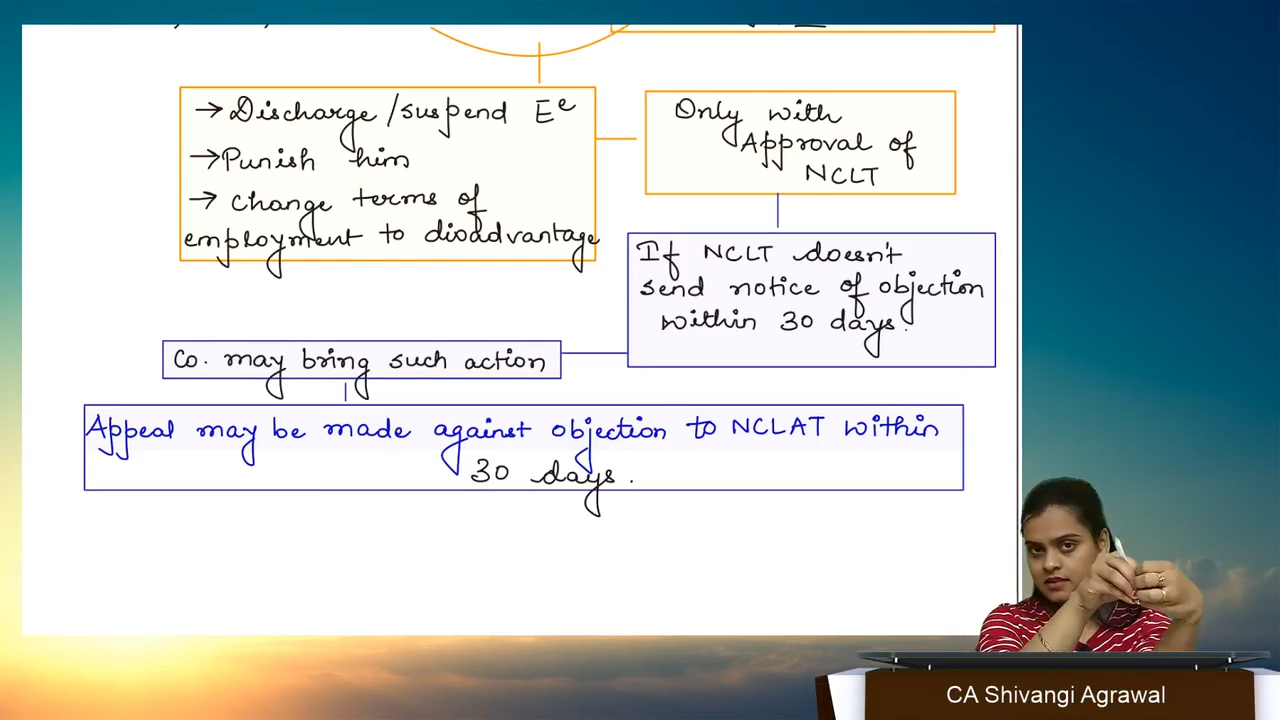 → Discharge/suspend Eᵉ
→ Punish him
→ Change terms of
employment to disadvantage
Only with
Approval of
NCLT
If NCLT doesn't
send notice of objection
within 30 days.
Co. may bring such action
Appeal may be made against objection to NCLAT within
30 days.
CA Shivangi Agrawal